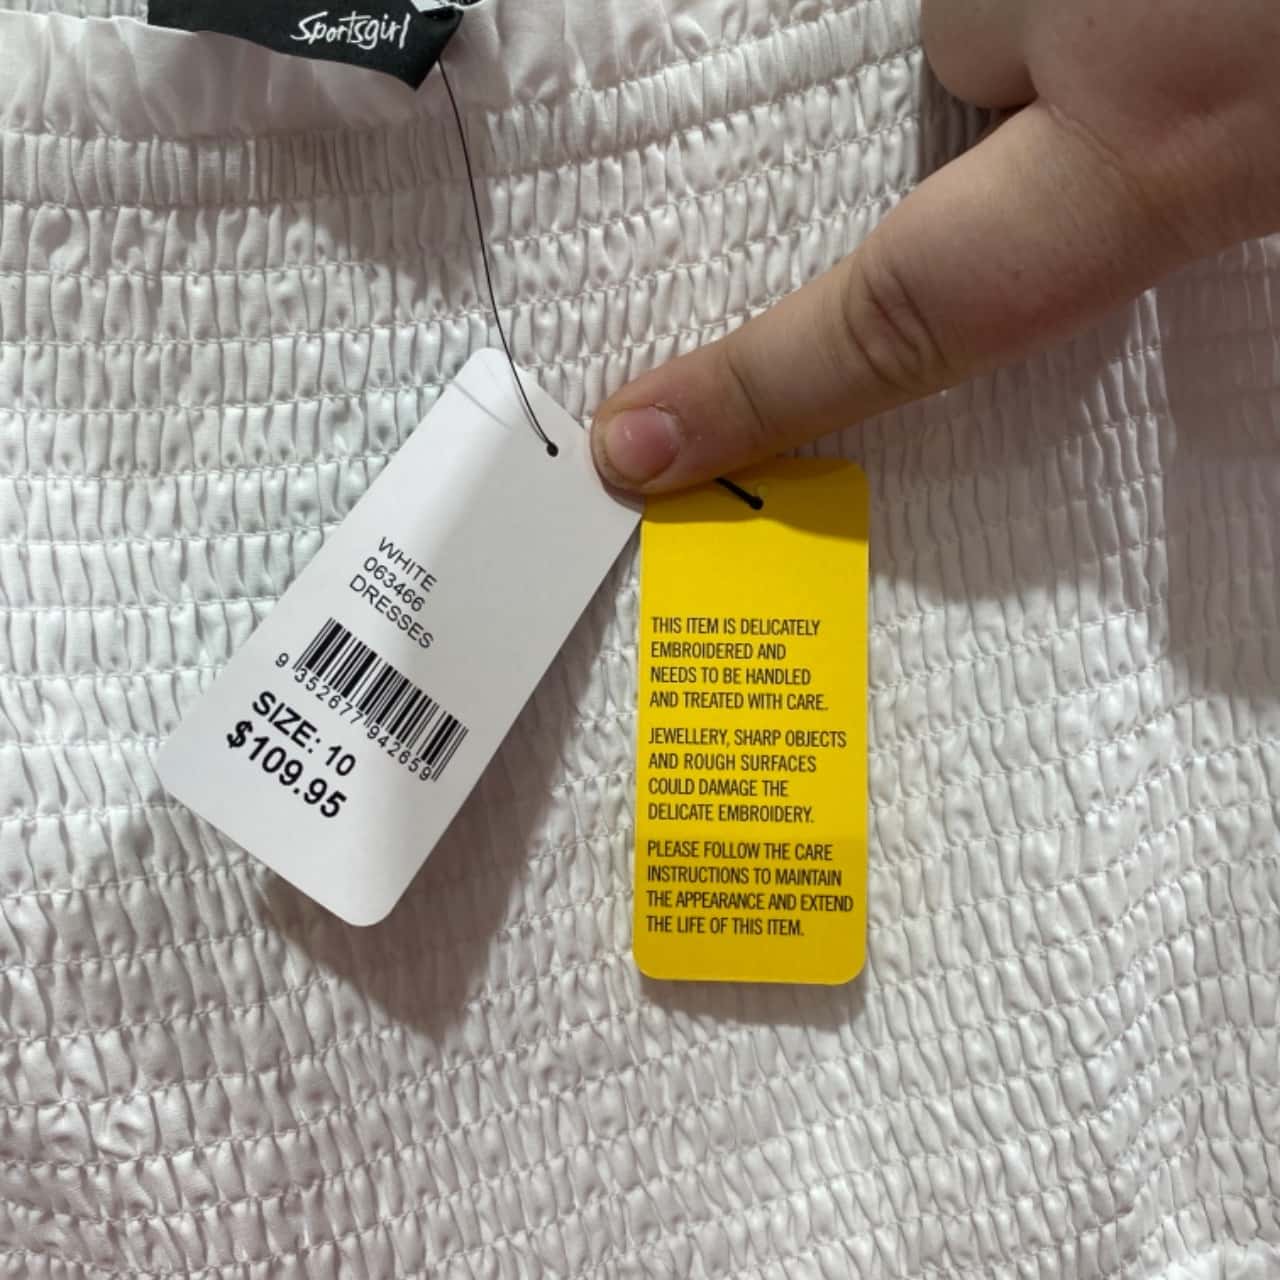 Sportsgirl
WHITE
063466
DRESSES
9 352677 942659
SIZE: 10
$109.95
THIS ITEM IS DELICATELY
EMBROIDERED AND
NEEDS TO BE HANDLED
AND TREATED WITH CARE.
JEWELLERY, SHARP OBJECTS
AND ROUGH SURFACES
COULD DAMAGE THE
DELICATE EMBROIDERY.
PLEASE FOLLOW THE CARE
INSTRUCTIONS TO MAINTAIN
THE APPEARANCE AND EXTEND
THE LIFE OF THIS ITEM.